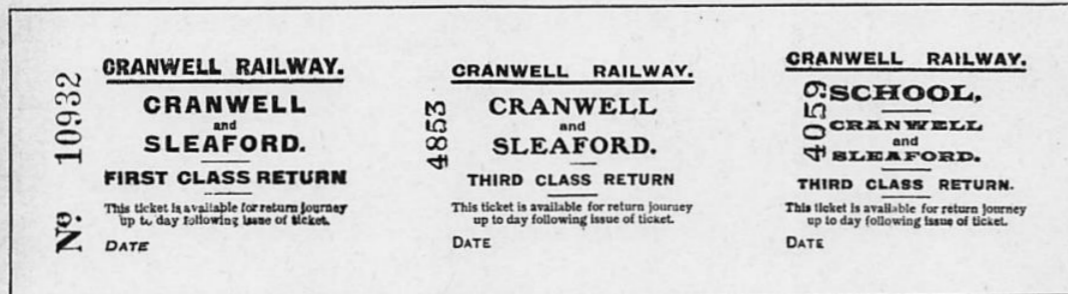 Nº. 10932
CRANWELL RAILWAY.
CRANWELL
and
SLEAFORD.
FIRST CLASS RETURN
This ticket is available for return journey
up to day following issue of ticket.
DATE
4853
CRANWELL RAILWAY.
CRANWELL
and
SLEAFORD.
THIRD CLASS RETURN
This ticket is available for return journey
up to day following issue of ticket.
DATE
4059
CRANWELL RAILWAY.
SCHOOL,
CRANWELL
and
SLEAFORD.
THIRD CLASS RETURN.
This ticket is available for return journey
up to day following issue of ticket.
DATE